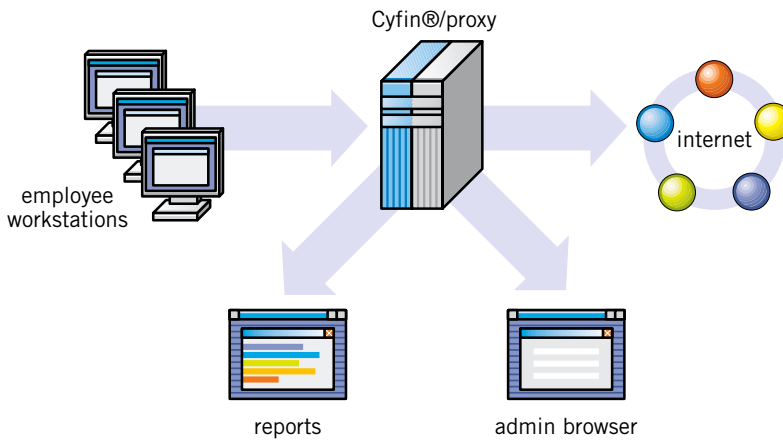 Cyfin®/proxy
internet
employee
workstations
reports
admin browser